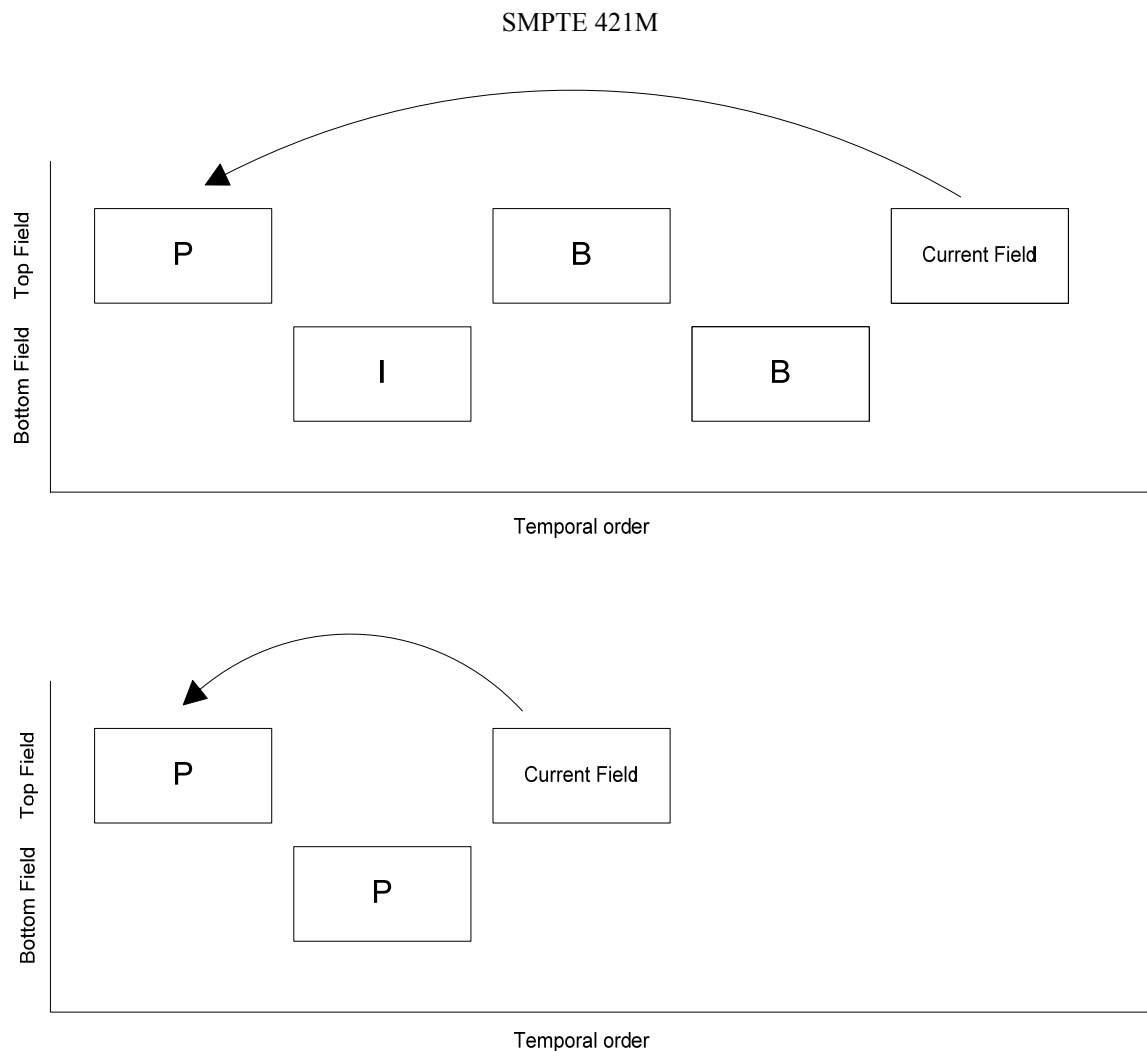 SMPTE 421M
Top Field
P
B
Current Field
Bottom Field
I
B
Temporal order
Top Field
P
Current Field
Bottom Field
P
Temporal order